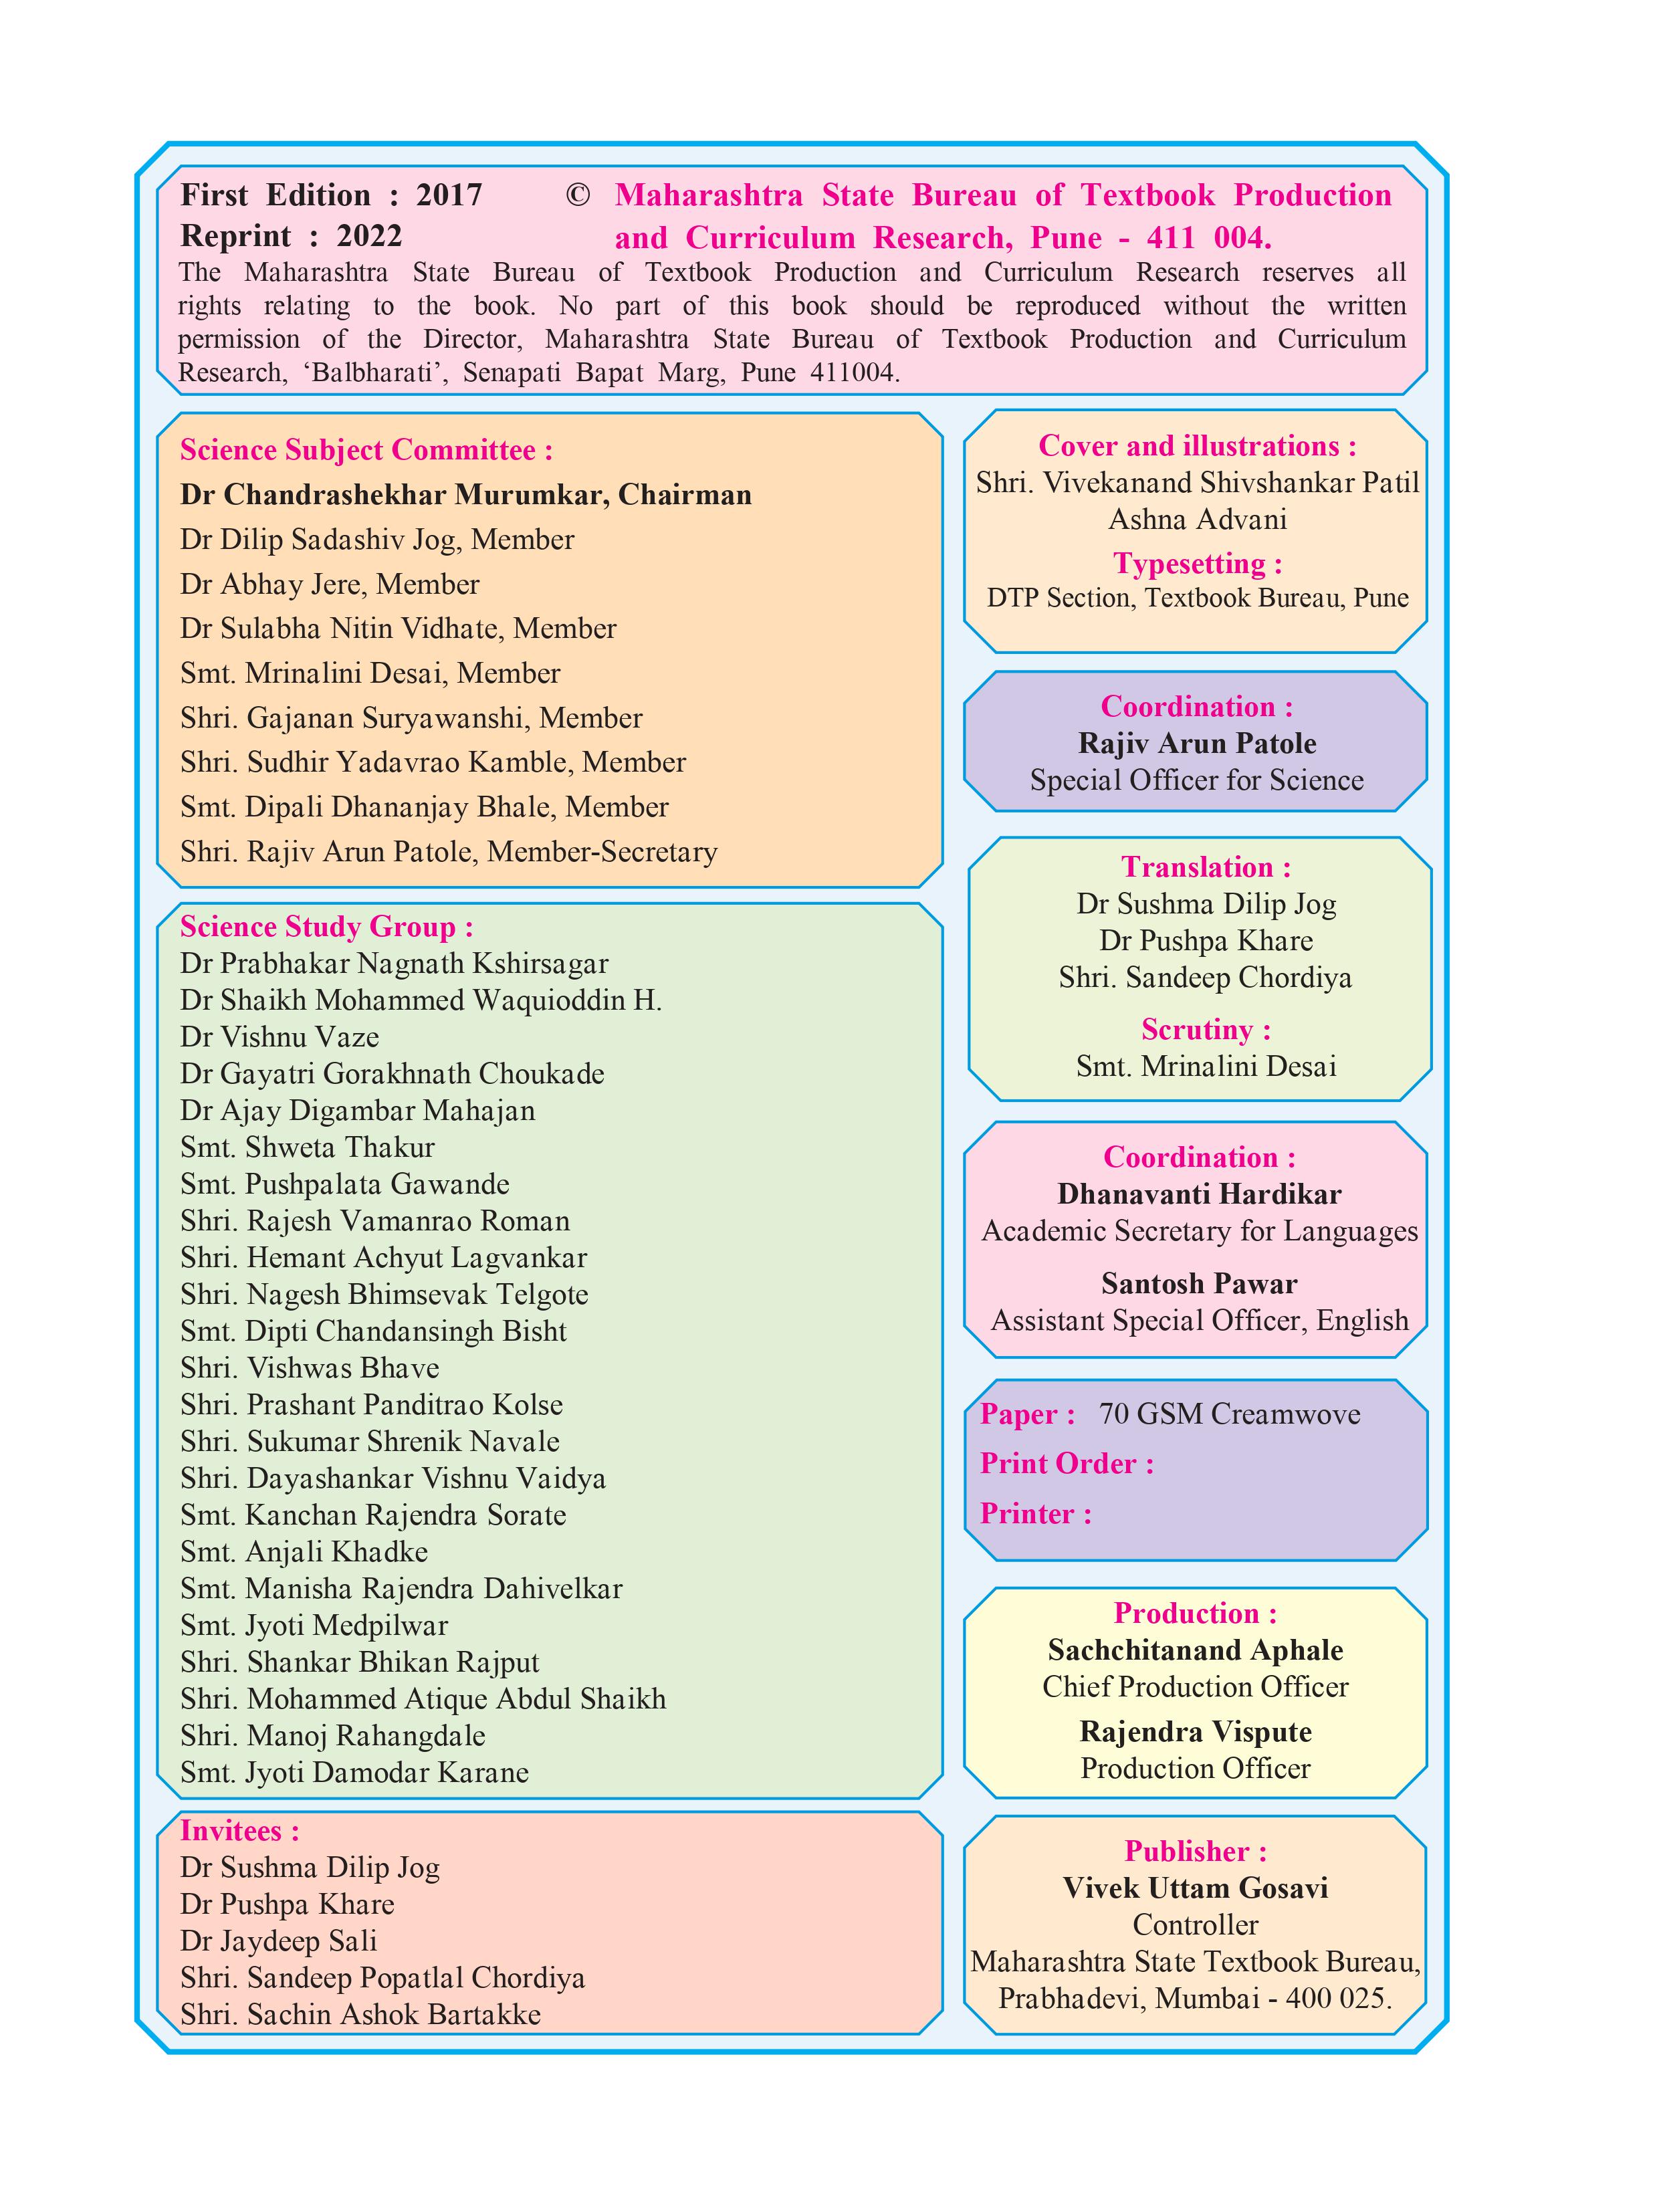 First Edition : 2017
Reprint : 2022
© Maharashtra State Bureau of Textbook Production
and Curriculum Research, Pune - 411 004.
The Maharashtra State Bureau of Textbook Production and Curriculum Research reserves all
rights relating to the book. No part of this book should be reproduced without the written
permission of the Director, Maharashtra State Bureau of Textbook Production and Curriculum
Research, ‘Balbharati’, Senapati Bapat Marg, Pune 411004.
Science Subject Committee :
Dr Chandrashekhar Murumkar, Chairman
Dr Dilip Sadashiv Jog, Member
Dr Abhay Jere, Member
Dr Sulabha Nitin Vidhate, Member
Smt. Mrinalini Desai, Member
Shri. Gajanan Suryawanshi, Member
Shri. Sudhir Yadavrao Kamble, Member
Smt. Dipali Dhananjay Bhale, Member
Shri. Rajiv Arun Patole, Member-Secretary
Science Study Group :
Dr Prabhakar Nagnath Kshirsagar
Dr Shaikh Mohammed Waquioddin H.
Dr Vishnu Vaze
Dr Gayatri Gorakhnath Choukade
Dr Ajay Digambar Mahajan
Smt. Shweta Thakur
Smt. Pushpalata Gawande
Shri. Rajesh Vamanrao Roman
Shri. Hemant Achyut Lagvankar
Shri. Nagesh Bhimsevak Telgote
Smt. Dipti Chandansingh Bisht
Shri. Vishwas Bhave
Shri. Prashant Panditrao Kolse
Shri. Sukumar Shrenik Navale
Shri. Dayashankar Vishnu Vaidya
Smt. Kanchan Rajendra Sorate
Smt. Anjali Khadke
Smt. Manisha Rajendra Dahivelkar
Smt. Jyoti Medpilwar
Shri. Shankar Bhikan Rajput
Shri. Mohammed Atique Abdul Shaikh
Shri. Manoj Rahangdale
Smt. Jyoti Damodar Karane
Invitees :
Dr Sushma Dilip Jog
Dr Pushpa Khare
Dr Jaydeep Sali
Shri. Sandeep Popatlal Chordiya
Shri. Sachin Ashok Bartakke
Cover and illustrations :
Shri. Vivekanand Shivshankar Patil
Ashna Advani
Typesetting :
DTP Section, Textbook Bureau, Pune
Coordination :
Rajiv Arun Patole
Special Officer for Science
Translation :
Dr Sushma Dilip Jog
Dr Pushpa Khare
Shri. Sandeep Chordiya
Scrutiny :
Smt. Mrinalini Desai
Coordination :
Dhanavanti Hardikar
Academic Secretary for Languages
Santosh Pawar
Assistant Special Officer, English
Paper : 70 GSM Creamwove
Print Order :
Printer :
Production :
Sachchitanand Aphale
Chief Production Officer
Rajendra Vispute
Production Officer
Publisher :
Vivek Uttam Gosavi
Controller
Maharashtra State Textbook Bureau,
Prabhadevi, Mumbai - 400 025.